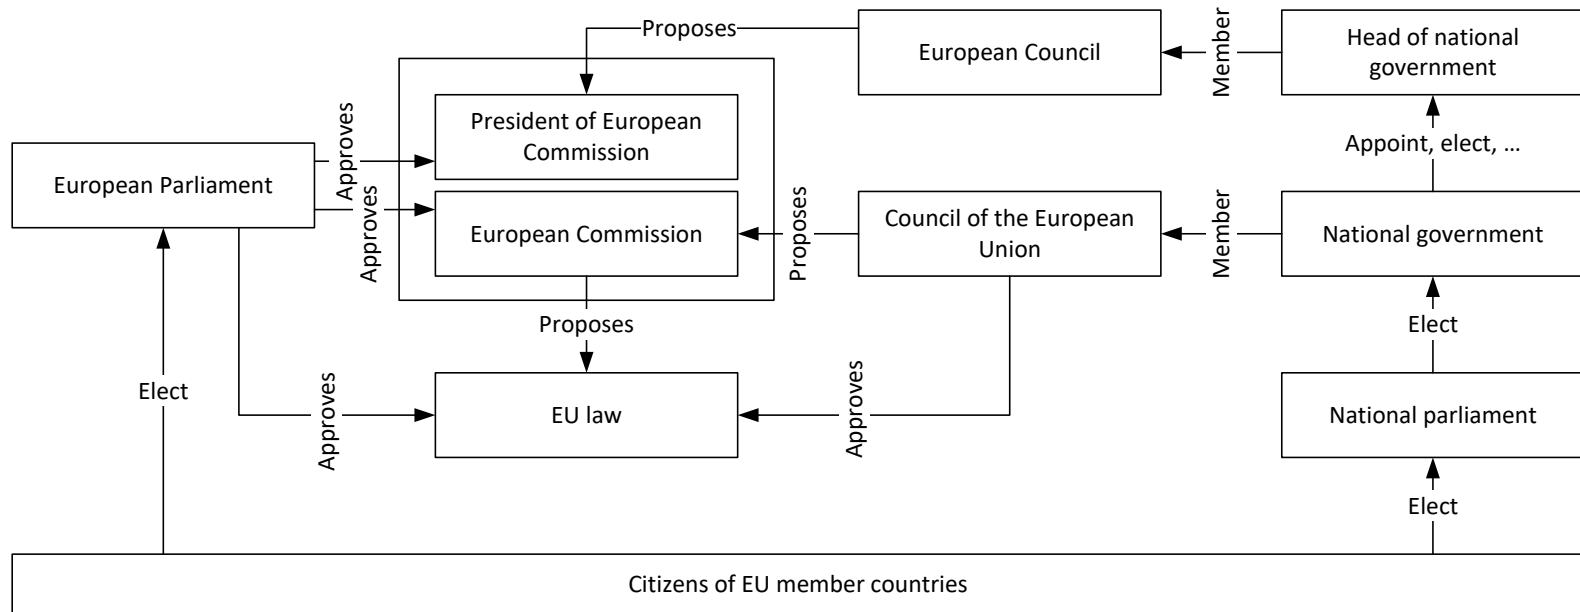 Proposes
European Council
Member
Head of national
government
President of European
Commission
Approves
Appoint, elect, ...
European Parliament
Approves
European Commission
Proposes
Council of the European
Union
Member
National government
Proposes
Elect
Elect
Approves
EU law
Approves
National parliament
Elect
Citizens of EU member countries